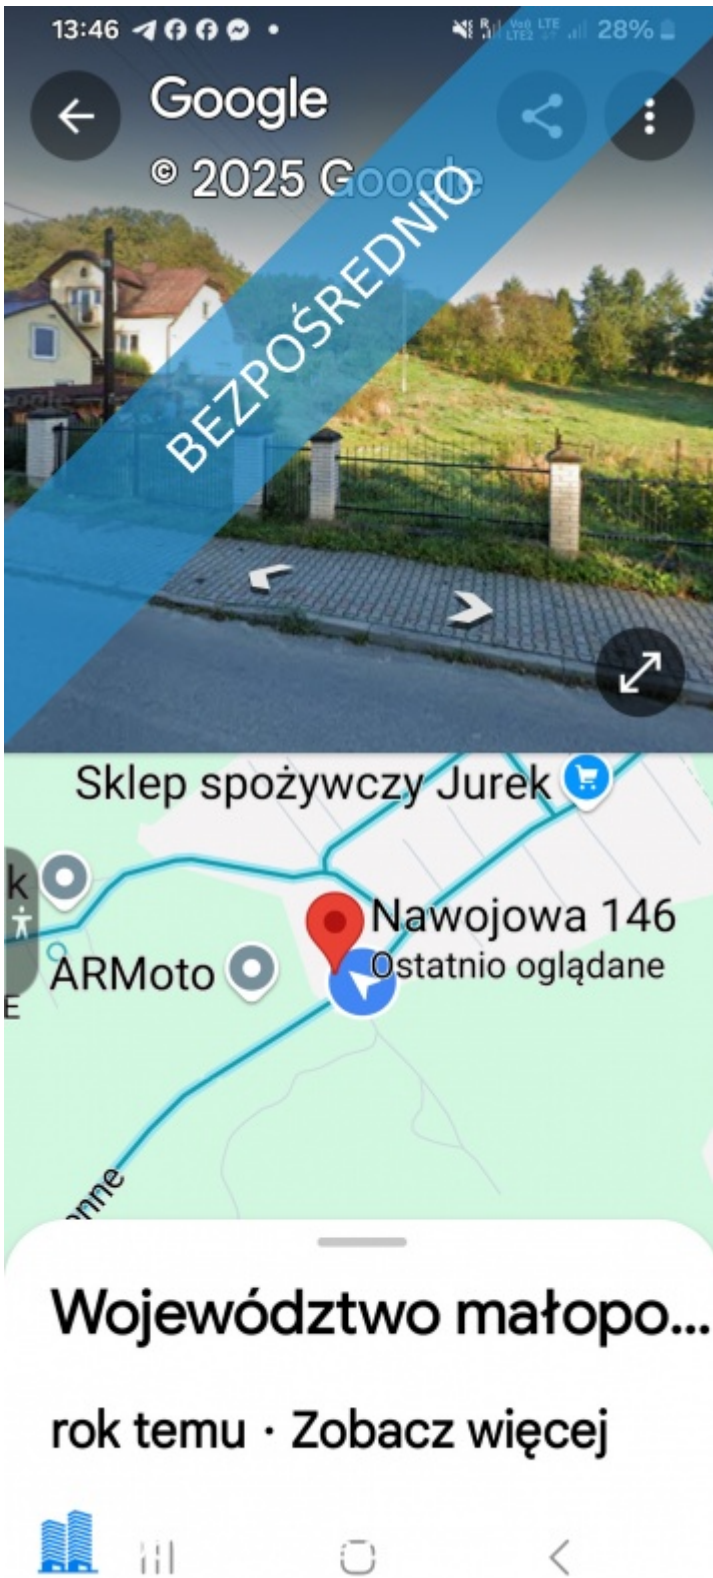 13:46
28%
Google
© 2025 Google
BEZPOŚREDNIO
Sklep spożywczy Jurek
k
Nawojowa 146
Ostatnio oglądane
ARMoto
E
enne
Województwo małopo...
rok temu · Zobacz więcej